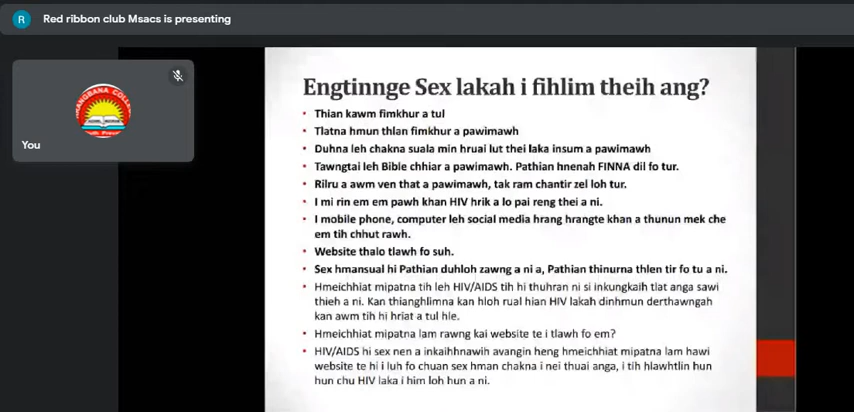 R Red ribbon club Msacs is presenting
You
Engtinnge Sex lakah i fihlim theih ang?
• Thian kawm fimkhur a tul
• Tlatna hmun thlan fimkhur a pawimawh
• Duhna leh chakna suala min hruai lut thei laka insum a pawimawh
• Tawngtai leh Bible chhiar a pawimawh. Pathian hnenah FINNA dil fo tur.
• Rilru a awm ven that a pawimawh, tak ram chantir zel loh tur.
• I mi rin em em pawh khan HIV hrik a lo pai reng thei a ni.
• I mobile phone, computer leh social media hrang hrangte khan a thunun mek che
em tih chhut rawh.
• Website thalo tlawh fo suh.
• Sex hmansual hi Pathian duhloh zawng a ni a, Pathian thinurna thlen tir fo tu a ni.
• Hmeichhiat mipatna tih leh HIV/AIDS tih hi thuhran ni si inkungkaih tlat anga sawi
thieh a ni. Kan thianghlimna kan hloh rual hian HIV lakah dinhmun derthawngah
kan awm tih hi hriat a tul hle.
• Hmeichhiat mipatna lam rawng kai website te i tlawh fo em?
• HIV/AIDS hi sex nen a inkaihhnawih avangin heng hmeichhiat mipatna lam hawi
website te hi i luh fo chuan sex hman chakna i nei thuai anga, i tih hlawhtlin hun
hun chu HIV laka i him loh hun a ni.